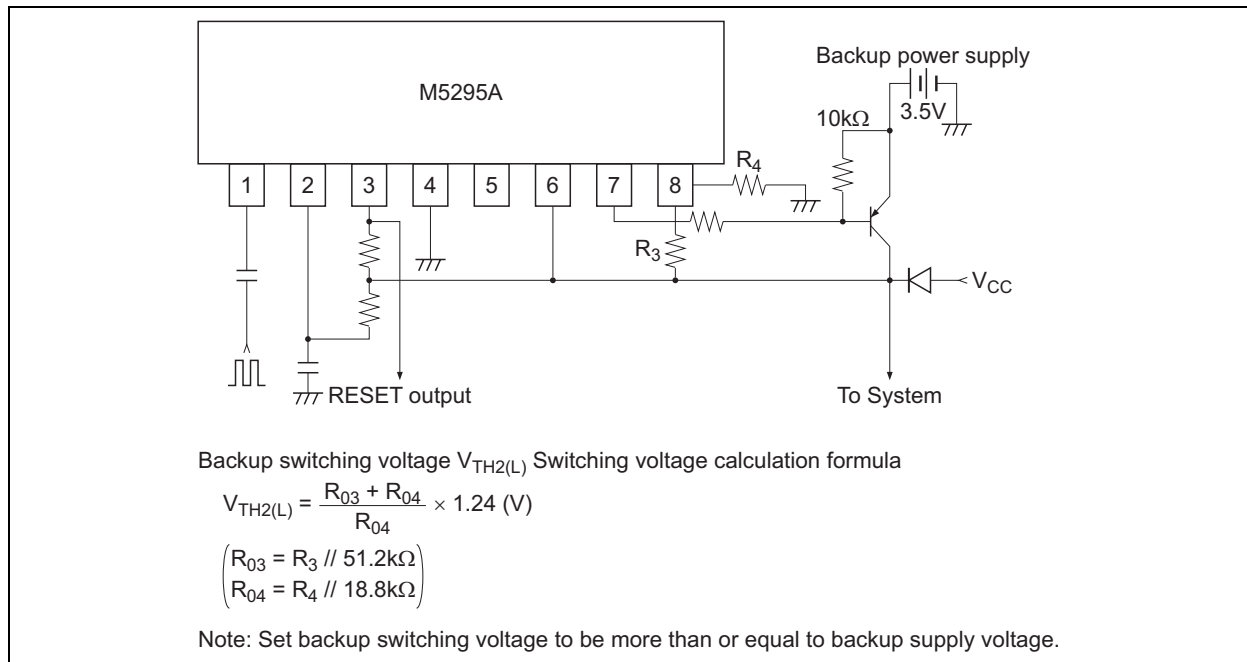 M5295A
Backup power supply
3.5V
10kΩ
R4
1 2 3 4 5 6 7 8
R3
VCC
RESET output
To System
Backup switching voltage VTH2(L) Switching voltage calculation formula
VTH2(L) = (R03 + R04) / R04 × 1.24 (V)
(R03 = R3 // 51.2kΩ
R04 = R4 // 18.8kΩ)
Note: Set backup switching voltage to be more than or equal to backup supply voltage.